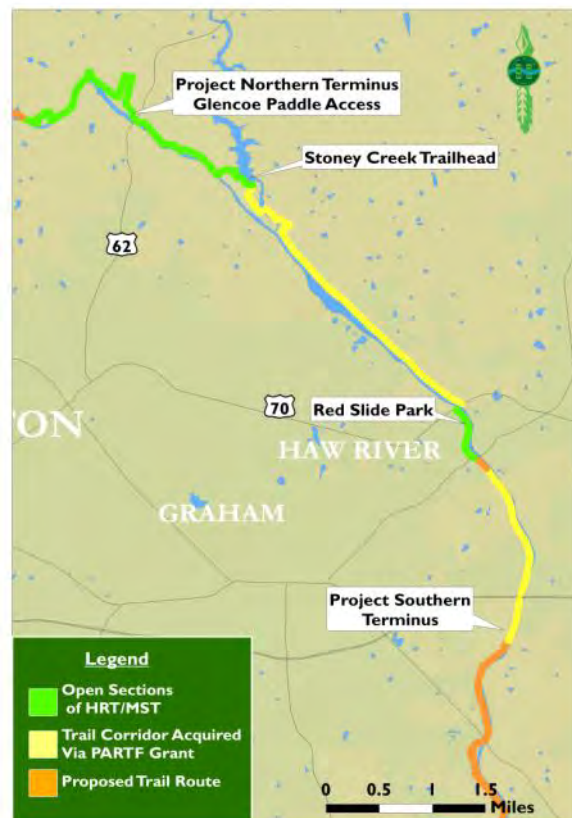 Project Northern Terminus
Glencoe Paddle Access
Stoney Creek Trailhead
62
70
Red Slide Park
TON
HAW RIVER
GRAHAM
Project Southern
Terminus
Legend
Open Sections
of HRT/MST
Trail Corridor Acquired
Via PARTF Grant
Proposed Trail Route
0 0.5 1 1.5
Miles